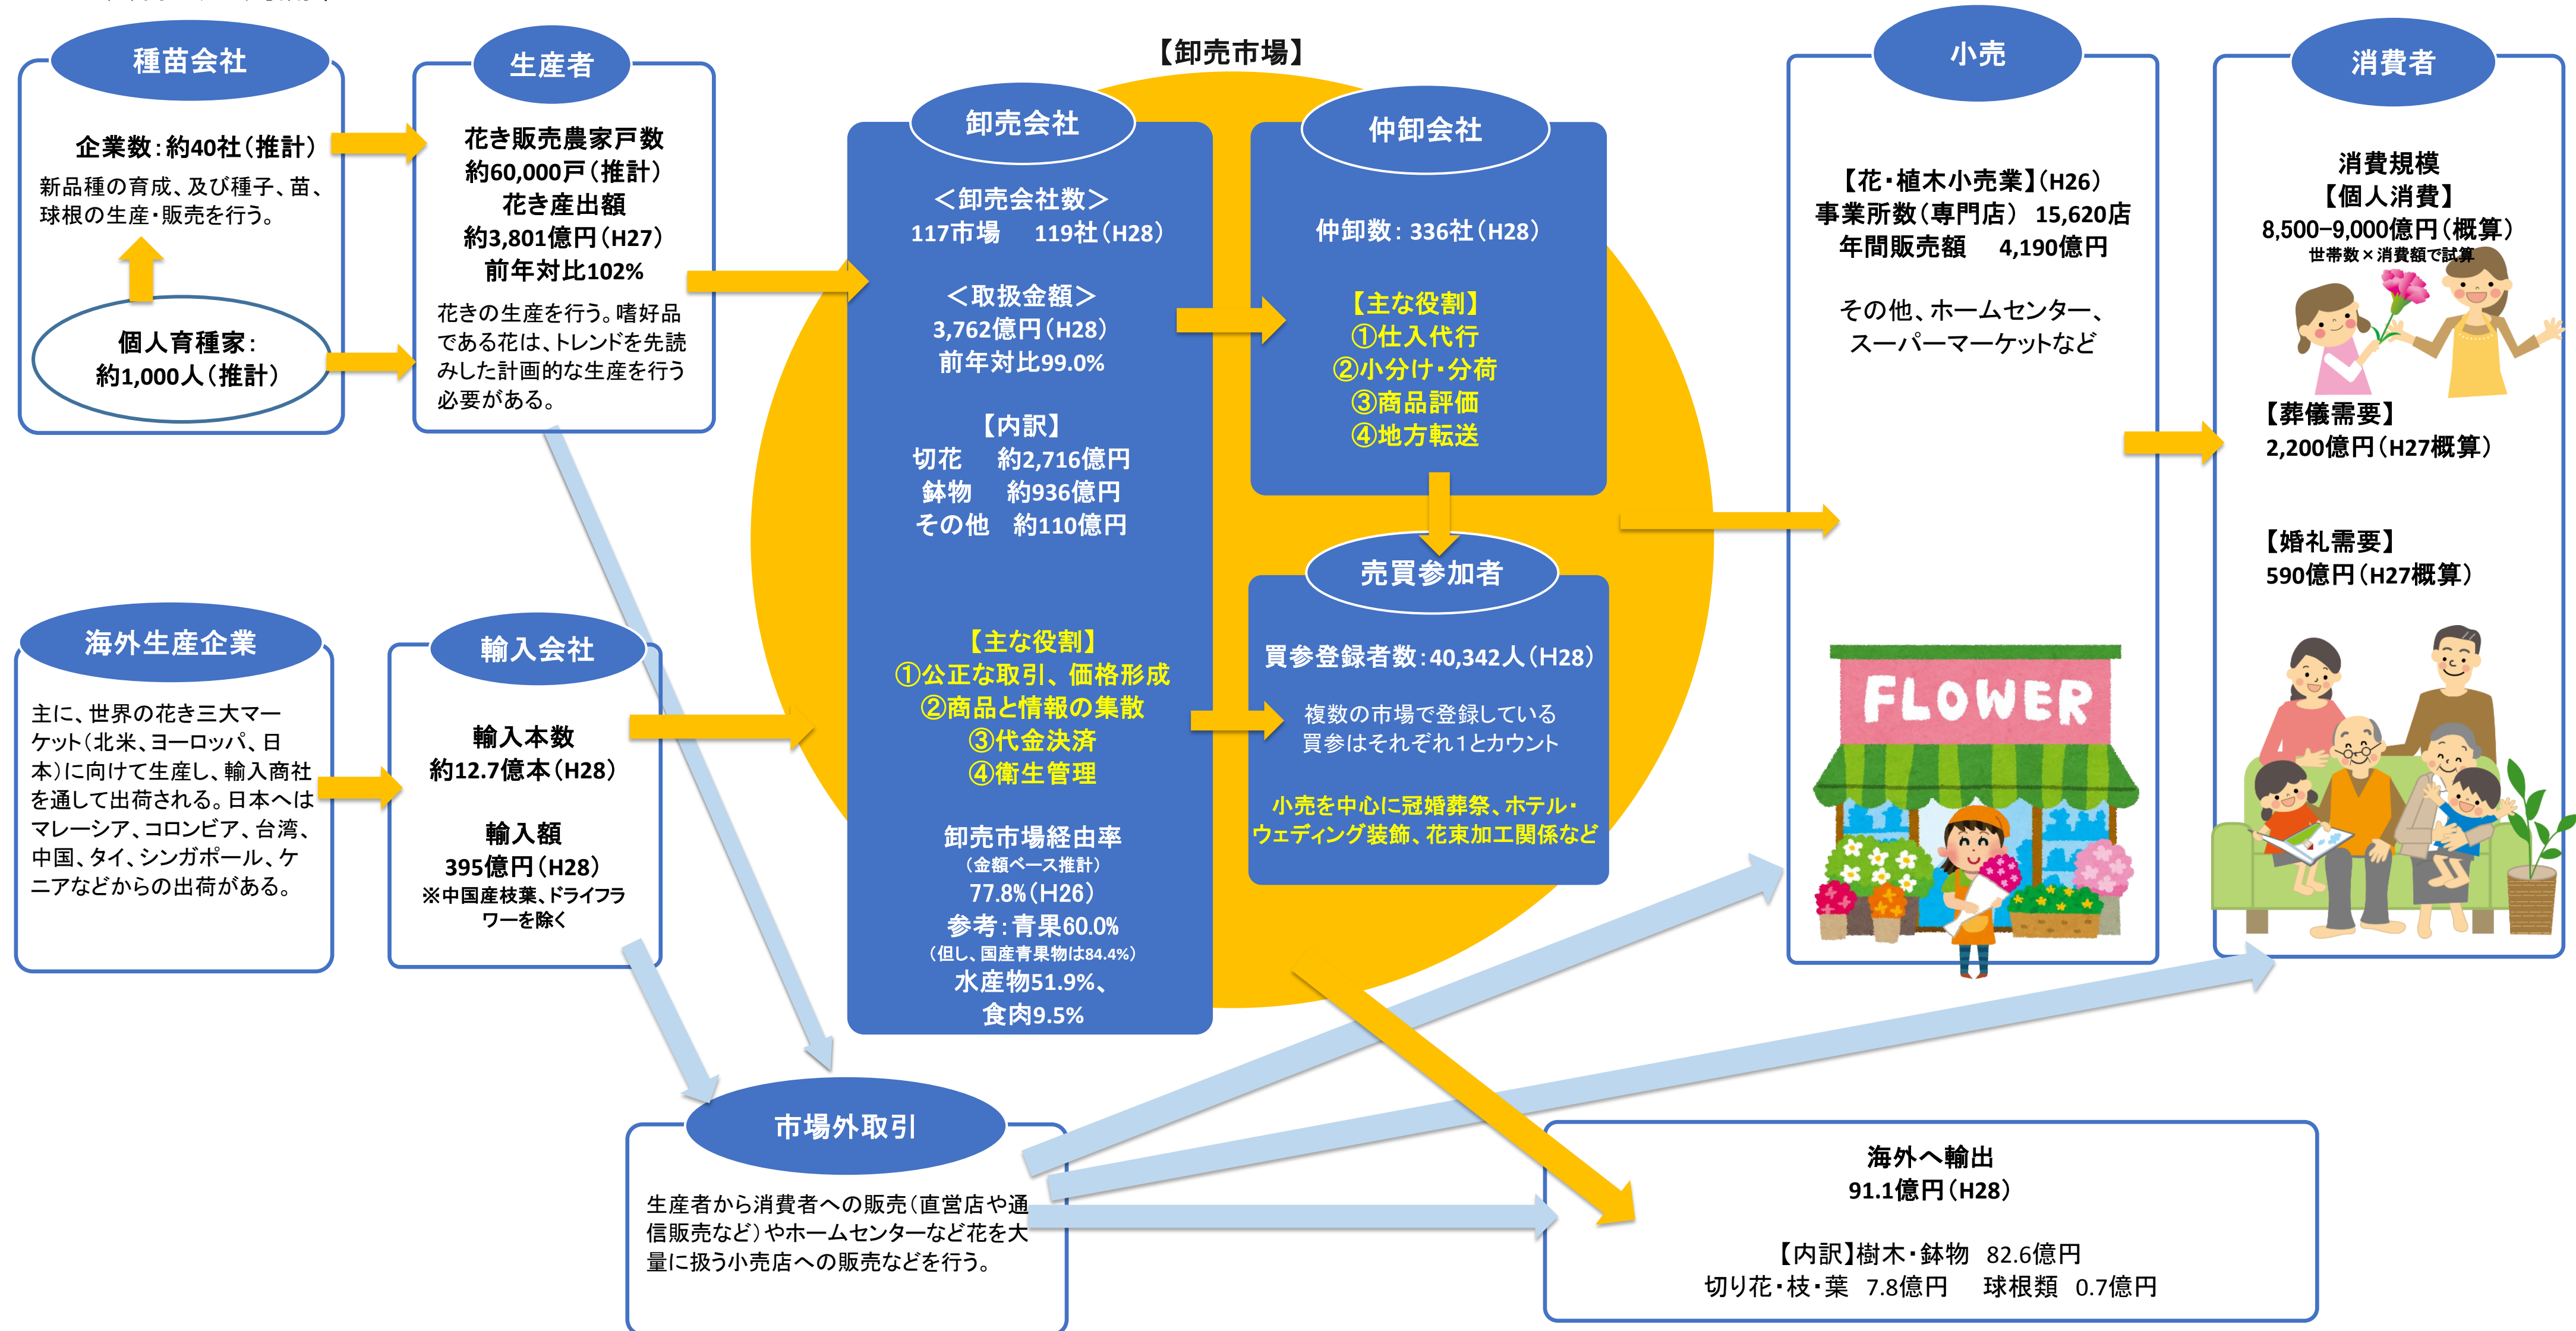 種苗会社
企業数：約40社（推計）
新品種の育成、及び種子、苗、
球根の生産・販売を行う。
個人育種家：
約1,000人（推計）
生産者
花き販売農家戸数
約60,000戸（推計）
花き産出額
約3,801億円（H27）
前年対比102%
花きの生産を行う。嗜好品
である花は、トレンドを先読
みした計画的な生産を行う
必要がある。
海外生産企業
主に、世界の花き三大マー
ケット（北米、ヨーロッパ、日
本）に向けて生産し、輸入商社
を通して出荷される。日本へは
マレーシア、コロンビア、台湾、
中国、タイ、シンガポール、ケ
ニアなどからの出荷がある。
輸入会社
輸入本数
約12.7億本（H28）
輸入額
395億円（H28）
※中国産枝葉、ドライフラ
ワーを除く
【卸売市場】
卸売会社
＜卸売会社数＞
117市場　119社（H28）
＜取扱金額＞
3,762億円（H28）
前年対比99.0%
【内訳】
切花　約2,716億円
鉢物　約936億円
その他　約110億円
【主な役割】
①公正な取引、価格形成
②商品と情報の集散
③代金決済
④衛生管理
卸売市場経由率
（金額ベース推計）
77.8%（H26）
参考：青果60.0%
（但し、国産青果物は84.4%）
水産物51.9%、
食肉9.5%
仲卸会社
仲卸数：336社（H28）
【主な役割】
①仕入代行
②小分け・分荷
③商品評価
④地方転送
売買参加者
買参登録者数：40,342人（H28）
複数の市場で登録している
買参はそれぞれ１とカウント
小売を中心に冠婚葬祭、ホテル・
ウェディング装飾、花束加工関係など
小売
【花・植木小売業】（H26）
事業所数（専門店）　15,620店
年間販売額　4,190億円
その他、ホームセンター、
スーパーマーケットなど
FLOWER
消費者
消費規模
【個人消費】
8,500-9,000億円（概算）
世帯数×消費額で試算
【葬儀需要】
2,200億円（H27概算）
【婚礼需要】
590億円（H27概算）
市場外取引
生産者から消費者への販売（直営店や通
信販売など）やホームセンターなど花を大
量に扱う小売店への販売などを行う。
海外へ輸出
91.1億円（H28）
【内訳】樹木・鉢物　82.6億円
切り花・枝・葉　7.8億円　球根類　0.7億円